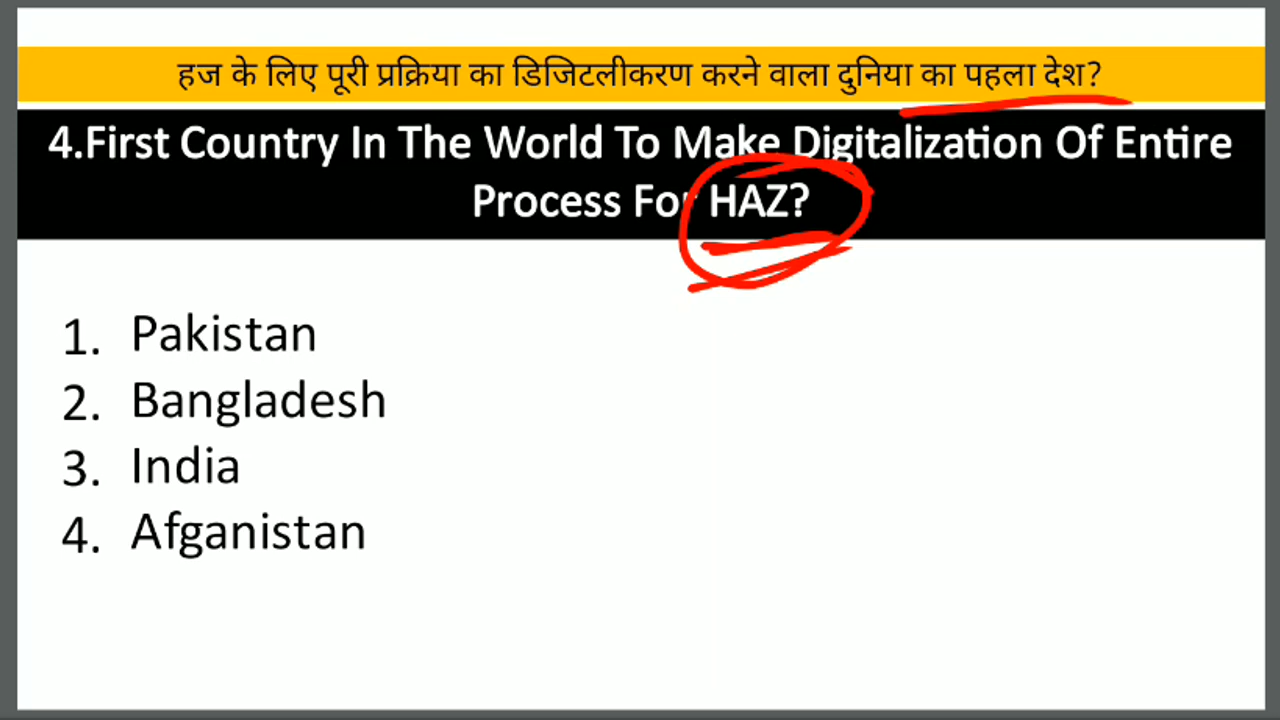 हज के लिए पूरी प्रक्रिया का डिजिटलीकरण करने वाला दुनिया का पहला देश?
4.First Country In The World To Make Digitalization Of Entire
Process For HAZ?
1. Pakistan
2. Bangladesh
3. India
4. Afganistan